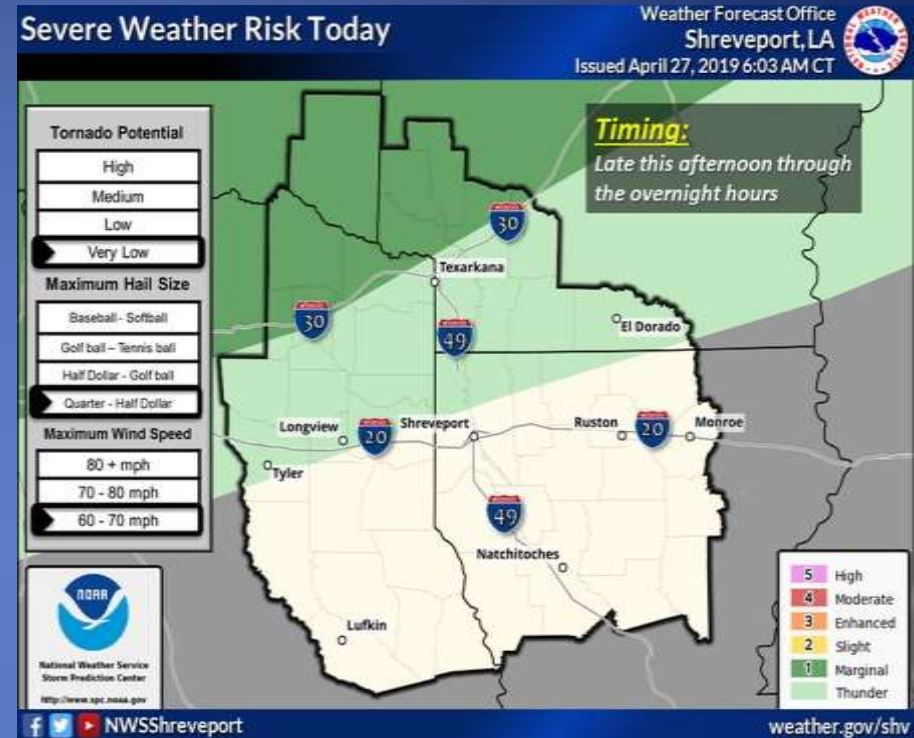 Severe Weather Risk Today
Weather Forecast Office
Shreveport, LA
Issued April 27, 2019 6:03 AM CT
Timing:
Late this afternoon through
the overnight hours
Tornado Potential
High
Medium
Low
Very Low
Maximum Hail Size
Baseball - Softball
Golf ball – Tennis ball
Half Dollar - Golf ball
Quarter - Half Dollar
Maximum Wind Speed
80 + mph
70 - 80 mph
60 - 70 mph
30
Texarkana
30
49
El Dorado
Longview
20
Shreveport
Ruston
20
Monroe
Tyler
49
Natchitoches
Lufkin
NOAA
National Weather Service
Storm Prediction Center
http://www.spc.noaa.gov
5 High
4 Moderate
3 Enhanced
2 Slight
1 Marginal
Thunder
NWSShreveport
weather.gov/shv